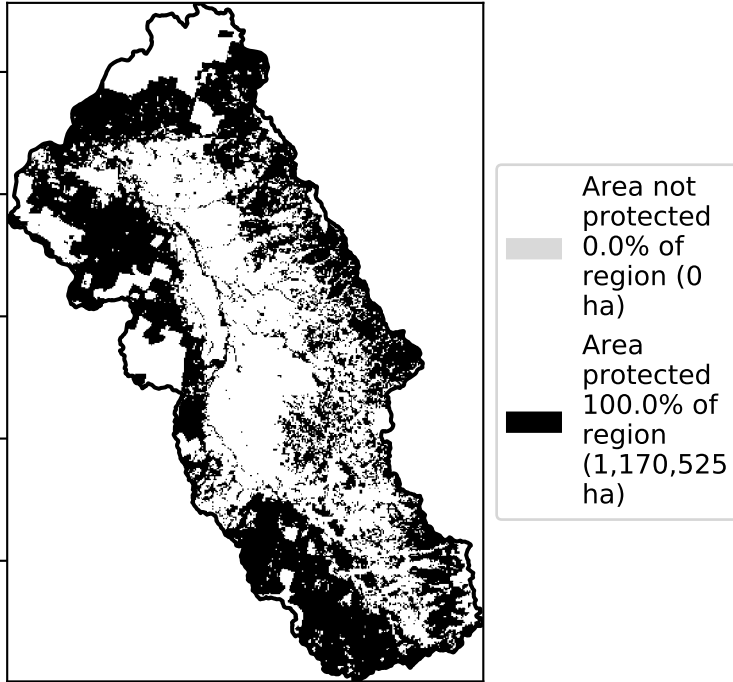 Area not
protected
0.0% of
region (0
ha)
Area
protected
100.0% of
region
(1,170,525
ha)